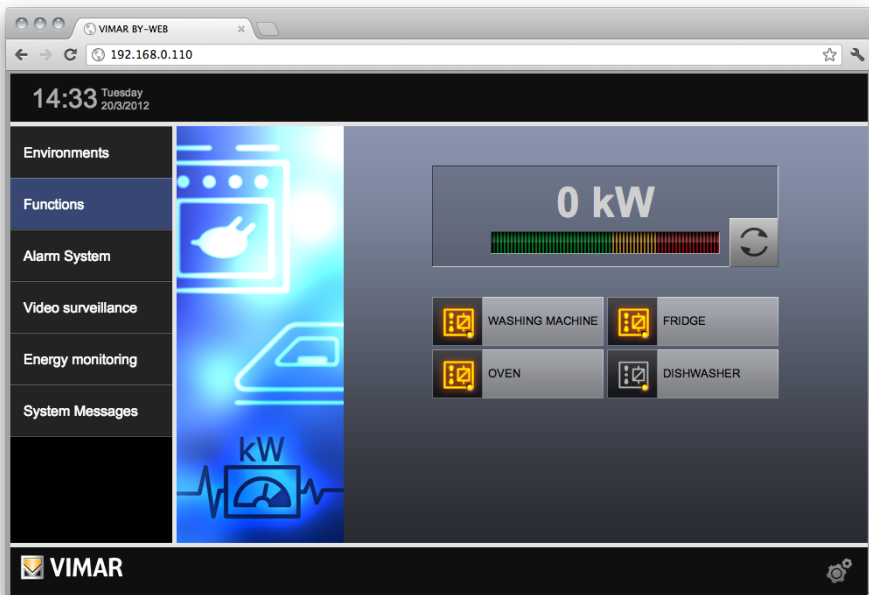 VIMAR BY-WEB
192.168.0.110
14:33 Tuesday
20/3/2012
Environments
Functions
Alarm System
Video surveillance
Energy monitoring
System Messages
kW
0 kW
WASHING MACHINE
FRIDGE
OVEN
DISHWASHER
VIMAR